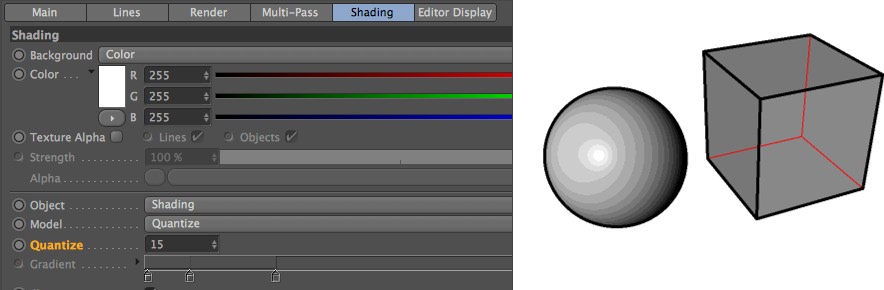 Main Lines Render Multi-Pass Shading Editor Display
Shading
Background Color
Color . . . R 255
G 255
B 255
Texture Alpha Lines Objects
Strength . . . . . . . . . . 100 %
Alpha . . . . . . . . . . . . .
Object . . . . . . . . . . . Shading
Model . . . . . . . . . . . . Quantize
Quantize . . . . . . . . . 15
Gradient . . . . . . . . .